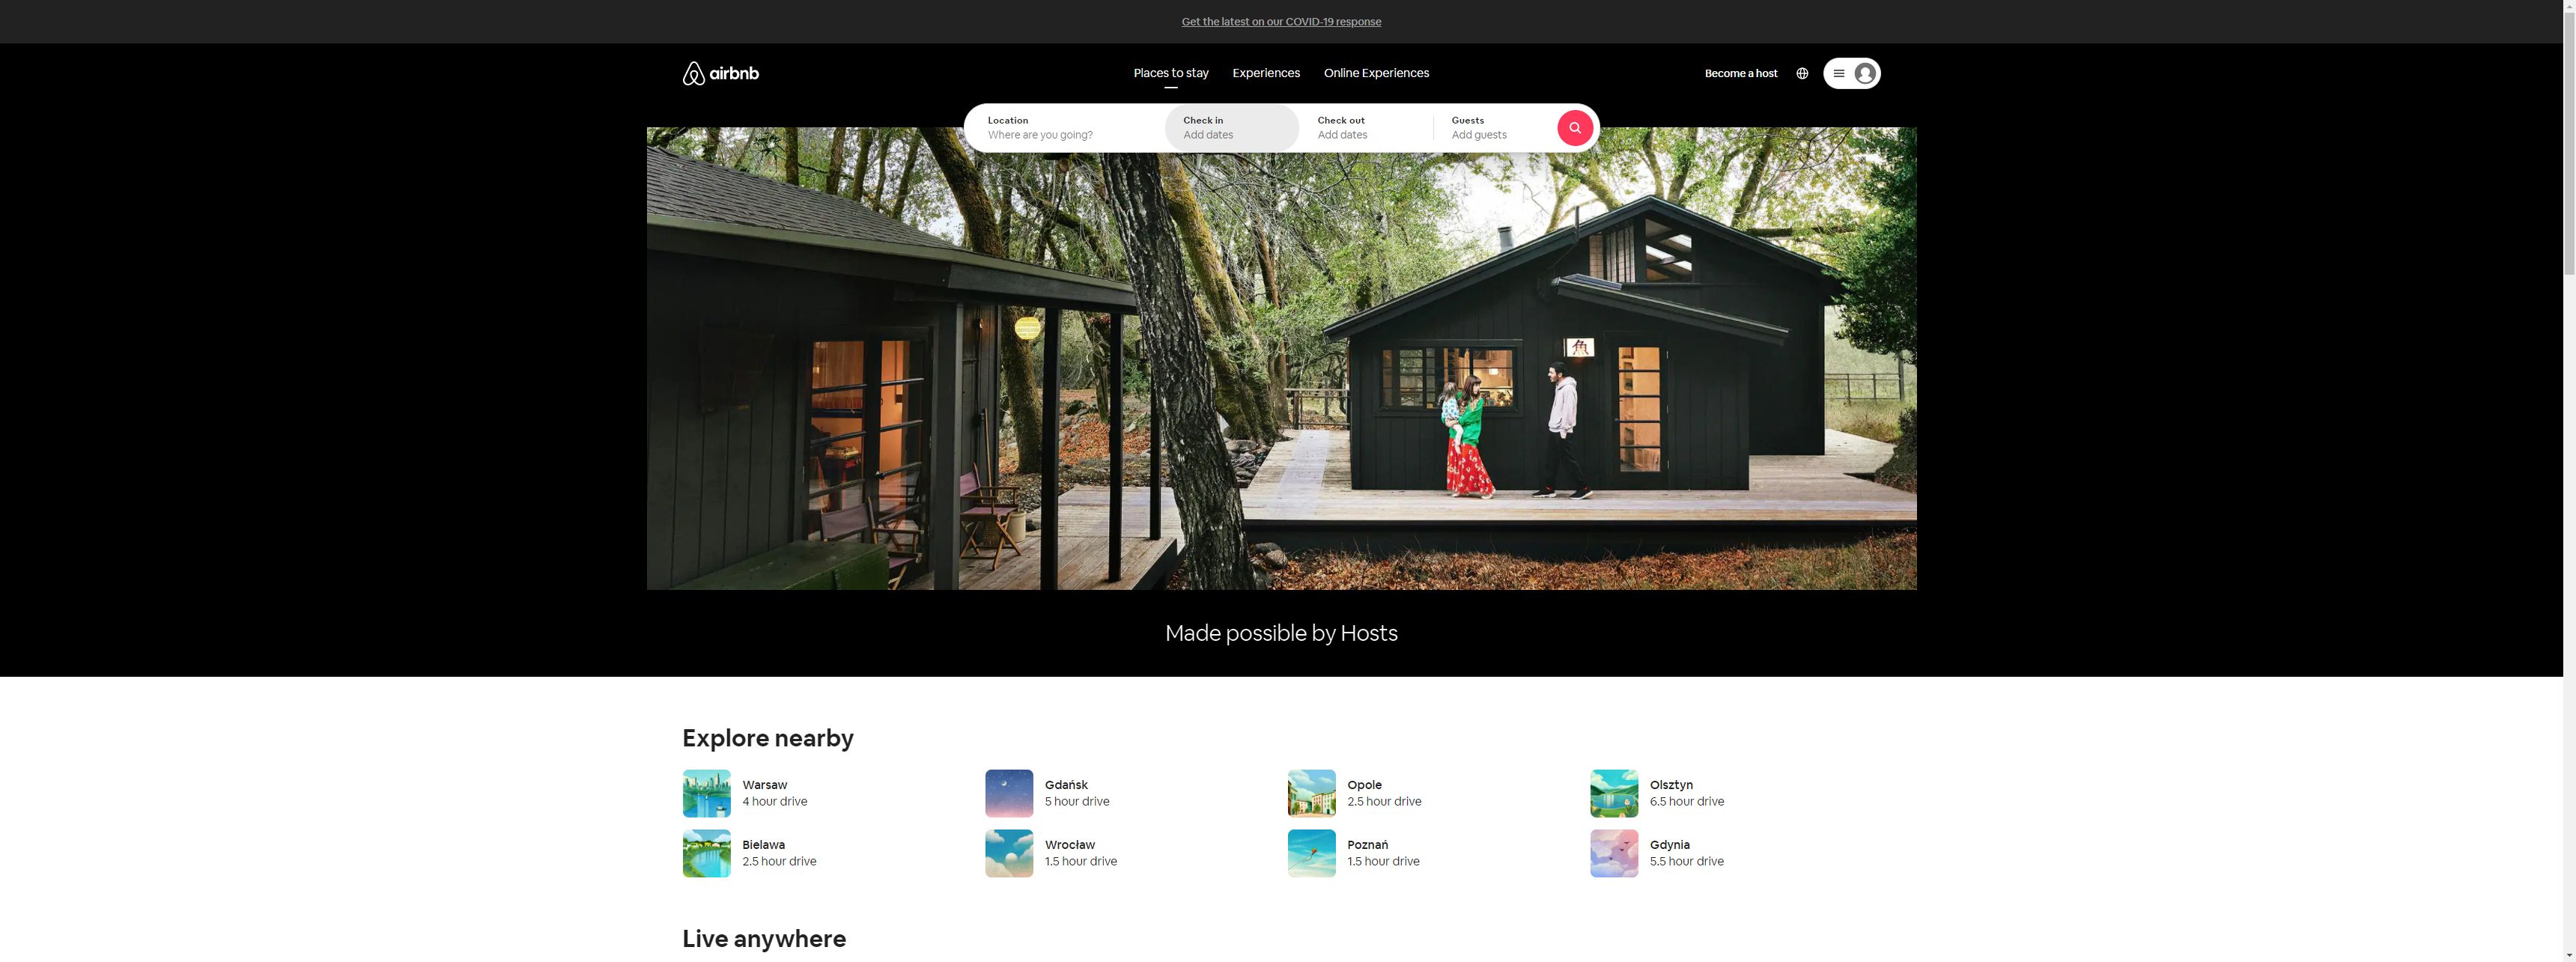 Get the latest on our COVID-19 response
airbnb
Places to stay
Experiences
Online Experiences
Become a host
Location
Where are you going?
Check in
Add dates
Check out
Add dates
Guests
Add guests
魚
Made possible by Hosts
Explore nearby
Warsaw
4 hour drive
Gdańsk
5 hour drive
Opole
2.5 hour drive
Olsztyn
6.5 hour drive
Bielawa
2.5 hour drive
Wrocław
1.5 hour drive
Poznań
1.5 hour drive
Gdynia
5.5 hour drive
Live anywhere